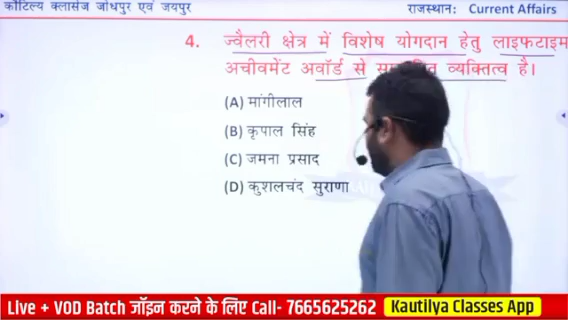 कौटिल्य क्लासेज जोधपुर एवं जयपुर
राजस्थान: Current Affairs
4. ज्वैलरी क्षेत्र में विशेष योगदान हेतु लाइफटाइम
अचीवमेंट अवॉर्ड से व्यक्तित्व है।
(A) मांगीलाल
(B) कृपाल सिंह
(C) जमना प्रसाद
(D) कुशलचंद सुराणा
Live + VOD Batch जॉइन करने के लिए Call- 7665625262 Kautilya Classes App